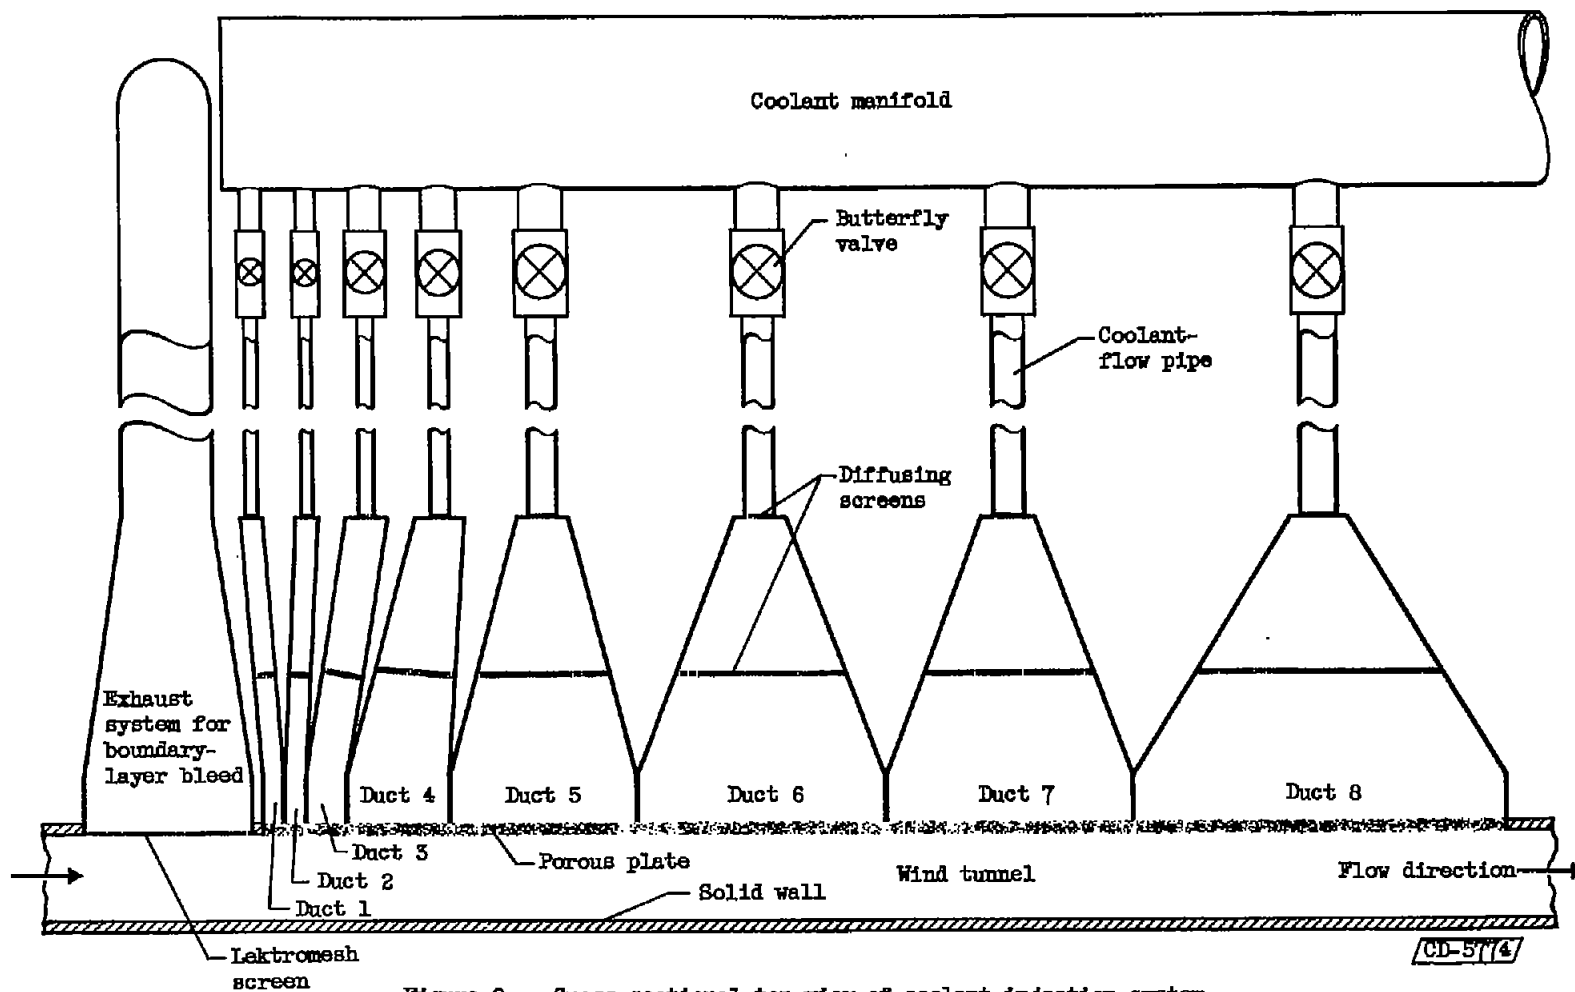 Coolant manifold
Butterfly
valve
Coolant-
flow pipe
Diffusing
screens
Exhaust
system for
boundary-
layer bleed
Duct 4
Duct 5
Duct 6
Duct 7
Duct 8
Duct 3
Duct 2
Duct 1
Porous plate
Solid wall
Wind tunnel
Flow direction
Lektromesh
screen
CD-5774